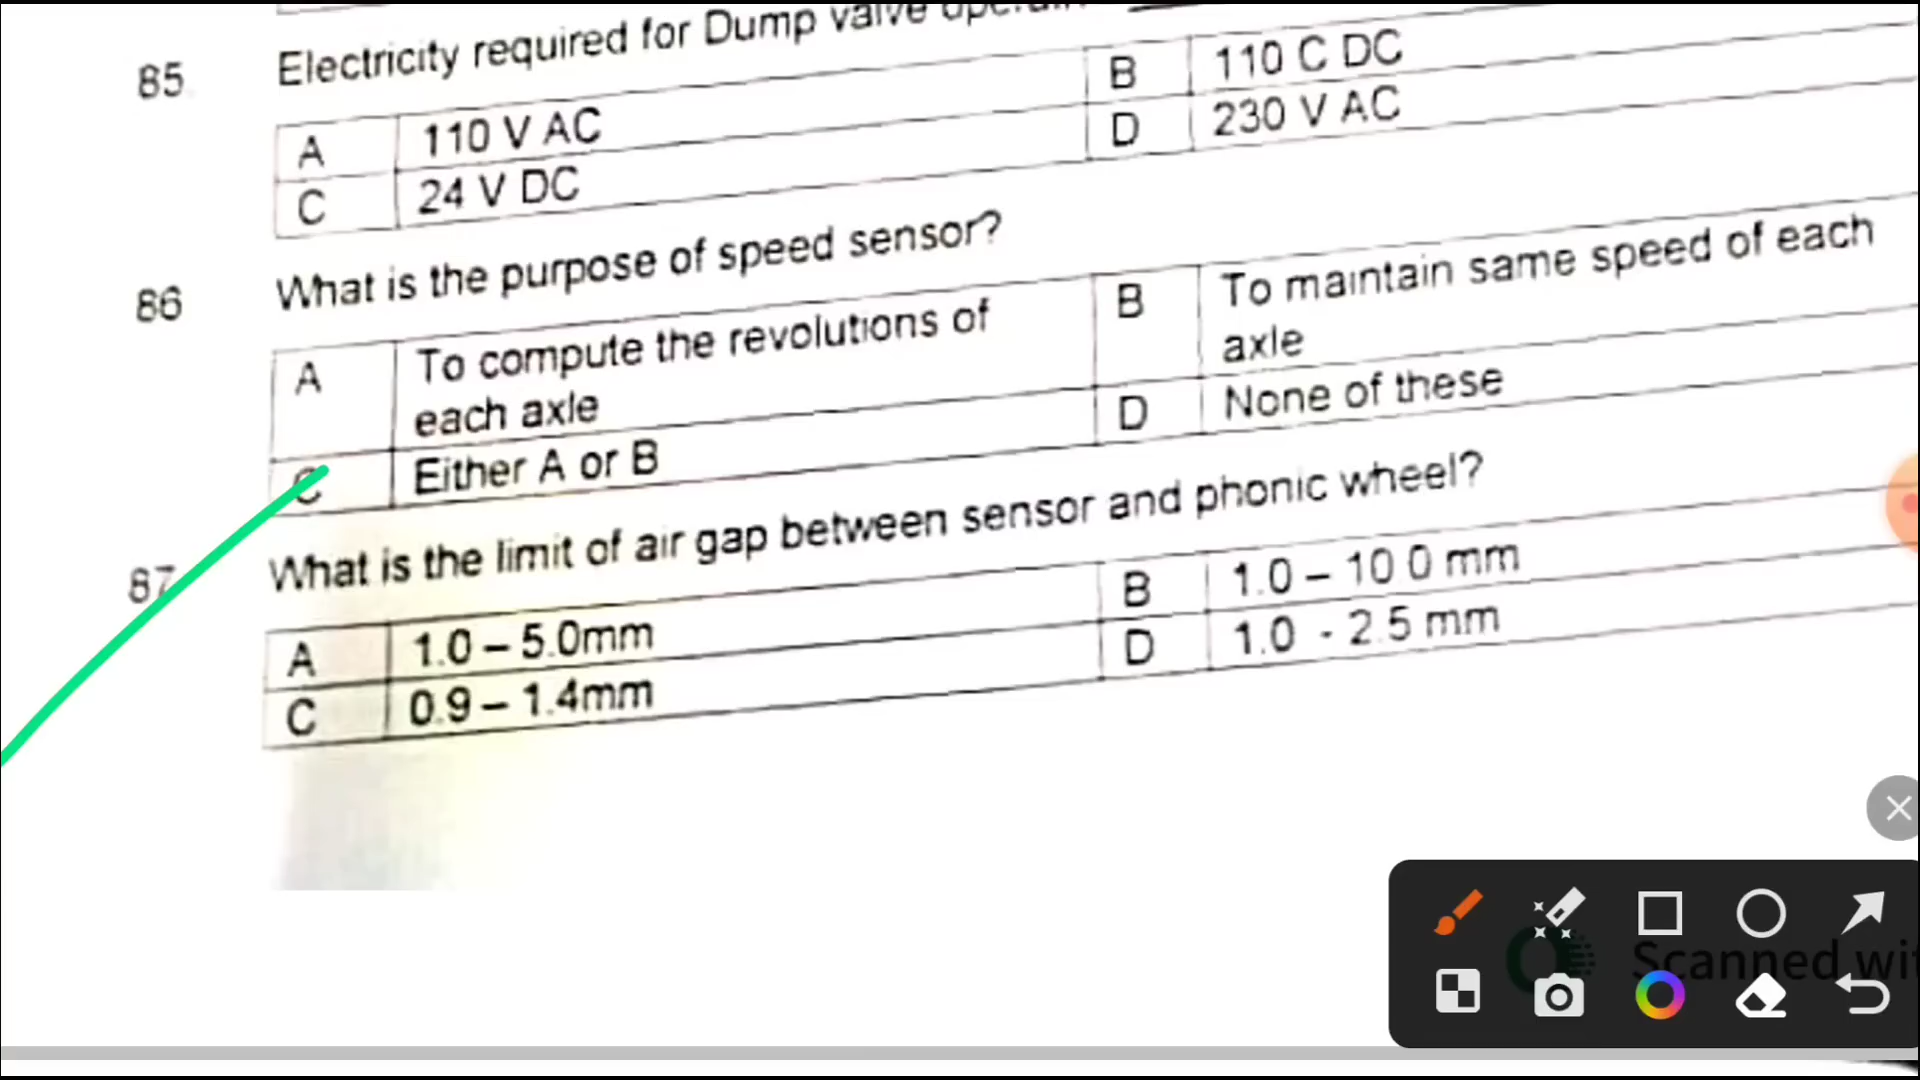 85. Electricity required for Dump valve
A 110 V AC B 110 C DC
C 24 V DC D 230 V AC
86 What is the purpose of speed sensor?
A To compute the revolutions of each axle B To maintain same speed of each axle
C Either A or B D None of these
87 What is the limit of air gap between sensor and phonic wheel?
A 1.0 – 5.0mm B 1.0 – 10 0 mm
C 0.9 – 1.4mm D 1.0 - 2.5 mm
Scanned